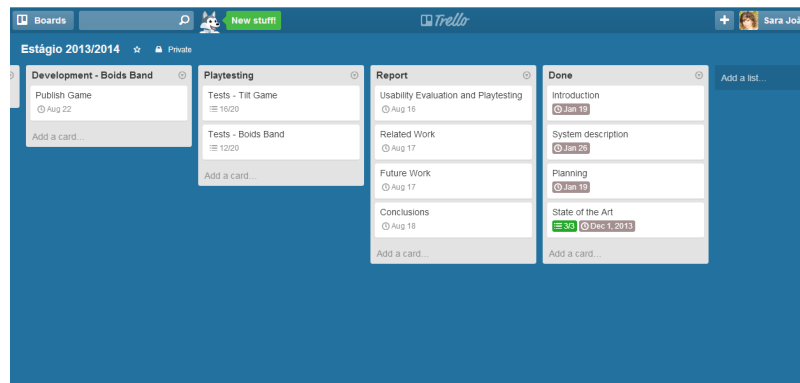 Boards
New stuff!
Trello
Sara Joã
Estágio 2013/2014
Private
Development - Boids Band
Publish Game
Aug 22
Add a card...
Playtesting
Tests - Tilt Game
16/20
Tests - Boids Band
12/20
Add a card...
Report
Usability Evaluation and Playtesting
Aug 16
Related Work
Aug 17
Future Work
Aug 17
Conclusions
Aug 18
Add a card...
Done
Introduction
Jan 19
System description
Jan 26
Planning
Jan 19
State of the Art
3/3 Dec 1, 2013
Add a card...
Add a list...